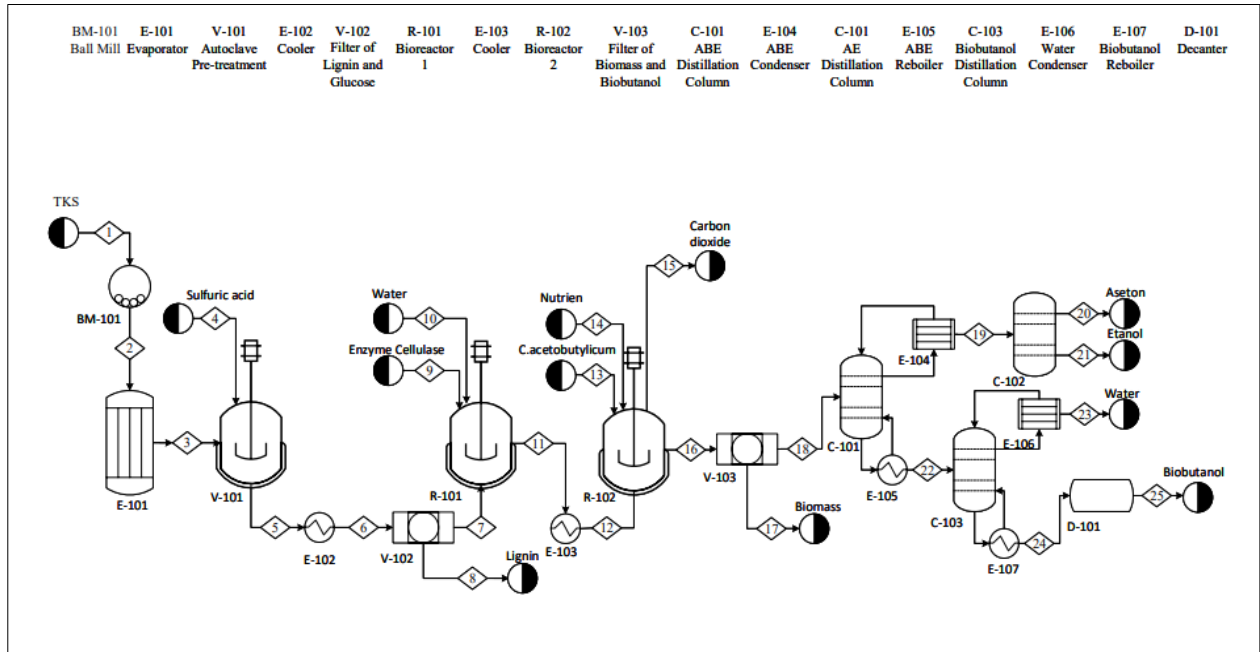 BM-101 E-101 V-101 E-102 V-102 R-101 E-103 R-102 V-103 C-101 E-104 C-101 E-105 C-103 E-106 E-107 D-101
Ball Mill Evaporator Autoclave Cooler Filter of Bioreactor Cooler Bioreactor Filter of ABE ABE AE ABE Biobutanol Water Biobutanol Decanter
Pre-treatment Lignin and 1 2 Biomass and Distillation Condenser Distillation Reboiler Distillation Condenser Reboiler
Glucose Biobutanol Column Column Column
TKS
1
BM-101
2
E-101
3
Sulfuric acid
4
V-101
5
E-102
6
V-102
7
8
Lignin
Water
10
Enzyme Cellulase
9
R-101
11
E-103
12
Nutrien
14
C.acetobutylicum
13
R-102
15
Carbon
dioxide
16
V-103
17
Biomass
18
C-101
E-104
19
C-102
20
Aseton
21
Etanol
E-105
22
C-103
E-106
23
Water
E-107
24
D-101
25
Biobutanol